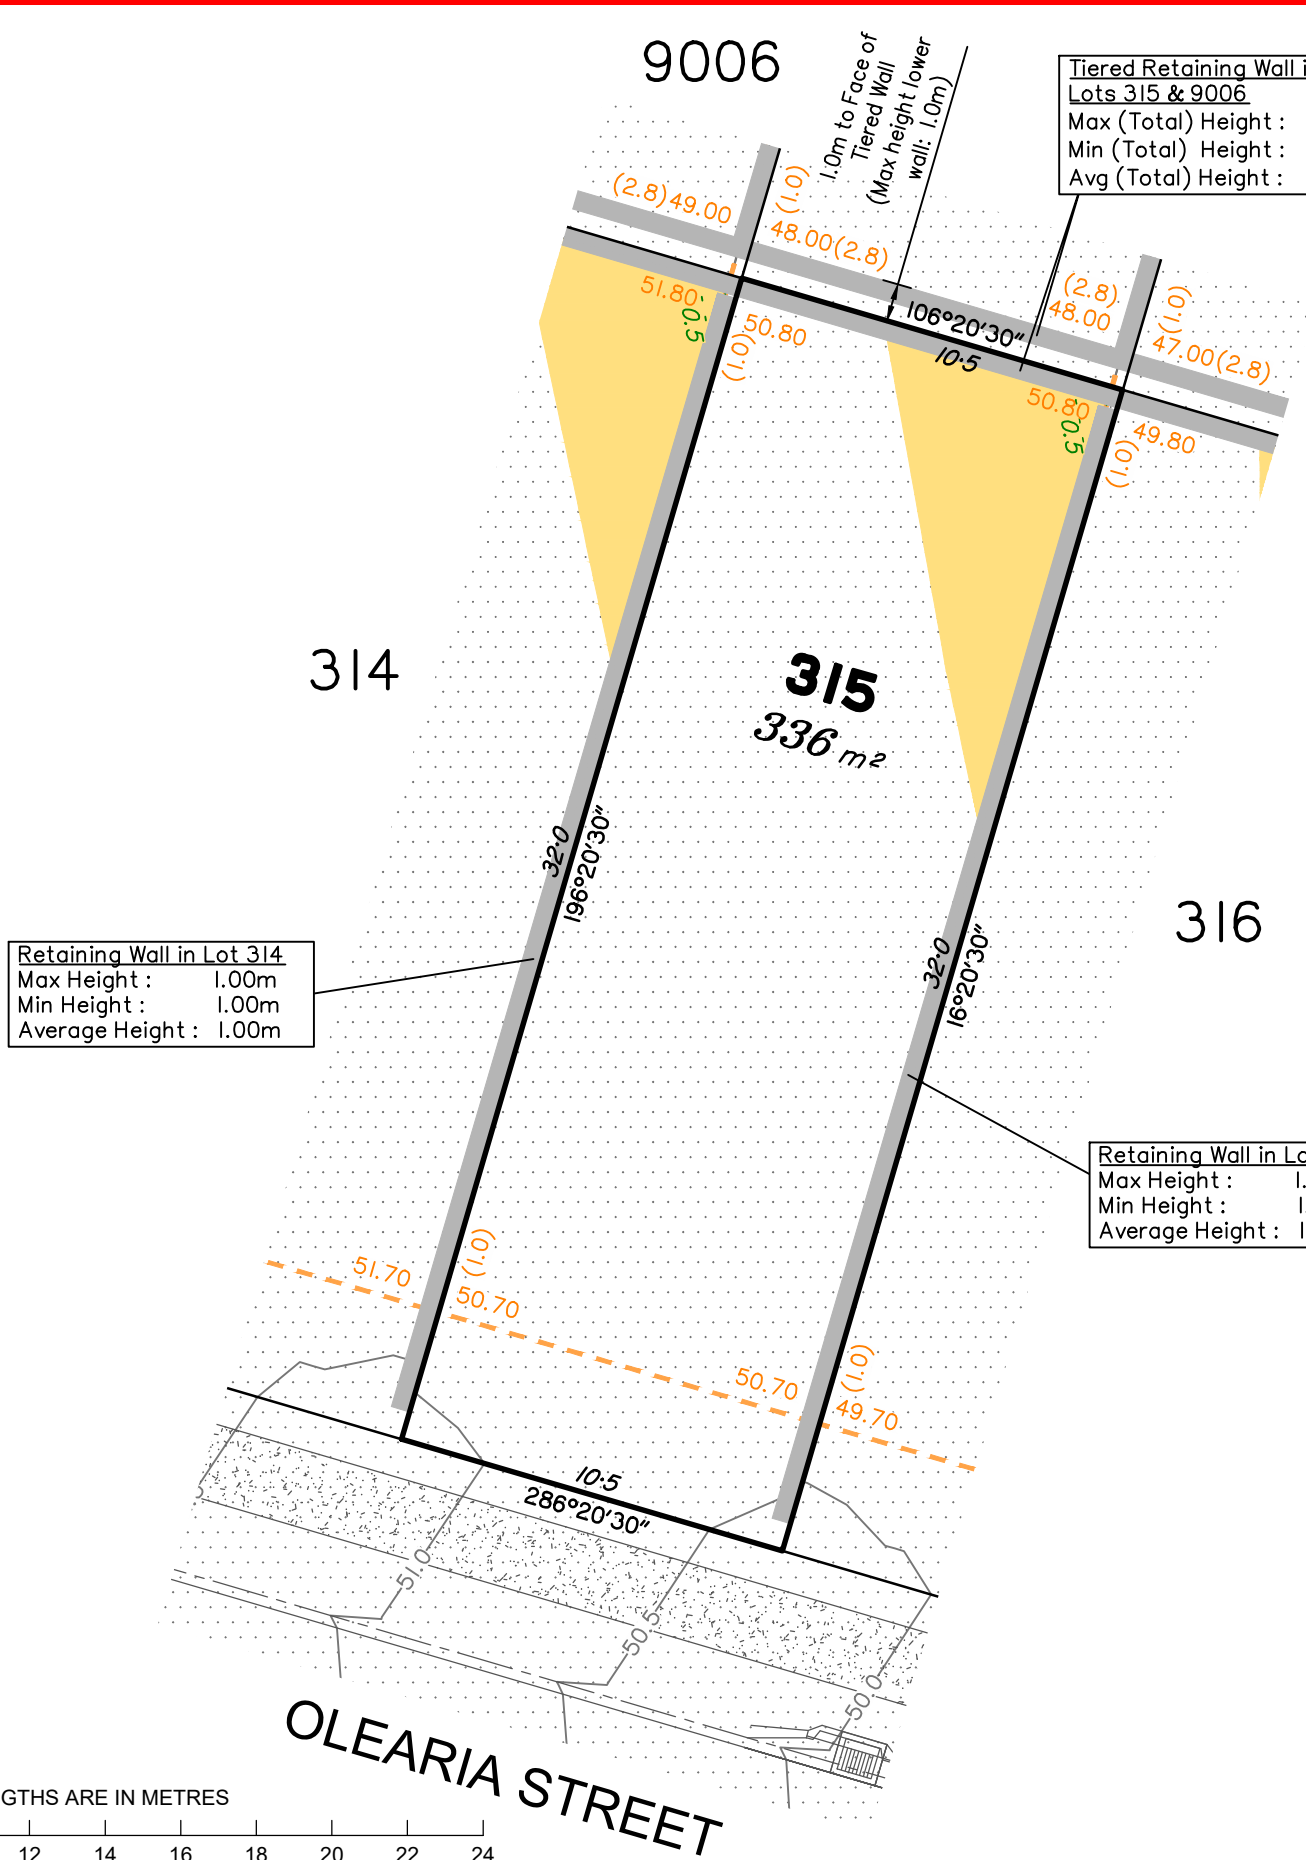 9006
1.0m to Face of
Tiered Wall
(Max height lower
wall: 1.0m)
Tiered Retaining Wall i
Lots 315 & 9006
Max (Total) Height :
Min (Total) Height :
Avg (Total) Height :
(2.8) 49.00
(1.0)
48.00 (2.8)
(2.8)
48.00
(1.0)
47.00 (2.8)
51.80
-0.5
50.80
(1.0)
106°20'30"
10·5
50.80
-0.5
49.80
(1.0)
314
315
336 m²
316
32·0
196°20'30"
32·0
16°20'30"
Retaining Wall in Lot 314
Max Height : 1.00m
Min Height : 1.00m
Average Height : 1.00m
Retaining Wall in Lo
Max Height : 1.
Min Height : 1.
Average Height : 1
51.70
(1.0)
50.70
50.70
(1.0)
49.70
10·5
286°20'30"
51.0
50.5
50.0
OLEARIA STREET
GTHS ARE IN METRES
12 14 16 18 20 22 24